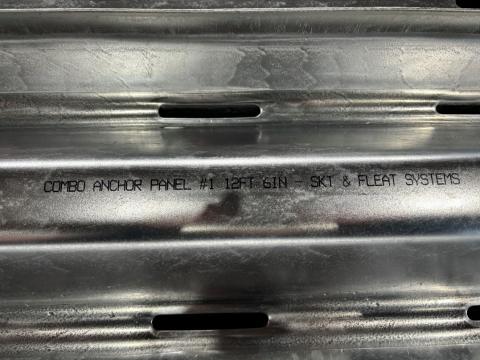 COMBO ANCHOR PANEL #1 12FT 6IN - SKT & FLEAT SYSTEMS